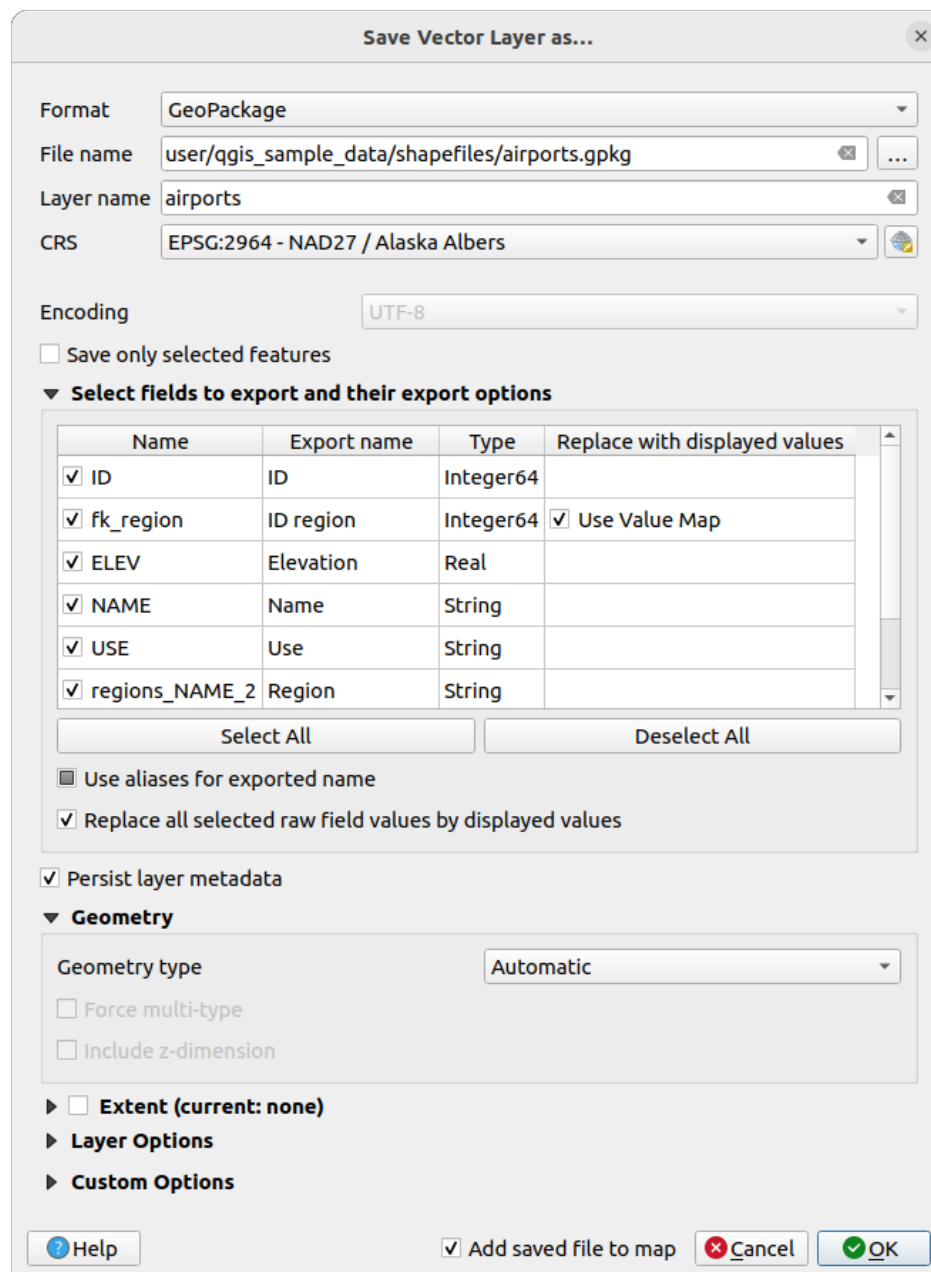 Save Vector Layer as...
Format GeoPackage
File name user/qgis_sample_data/shapefiles/airports.gpkg ...
Layer name airports
CRS EPSG:2964 - NAD27 / Alaska Albers
Encoding UTF-8
Save only selected features
Select fields to export and their export options
Name Export name Type Replace with displayed values
ID ID Integer64
fk_region ID region Integer64 Use Value Map
ELEV Elevation Real
NAME Name String
USE Use String
regions_NAME_2 Region String
Select All Deselect All
Use aliases for exported name
Replace all selected raw field values by displayed values
Persist layer metadata
Geometry
Geometry type Automatic
Force multi-type
Include z-dimension
Extent (current: none)
Layer Options
Custom Options
Help Add saved file to map Cancel OK